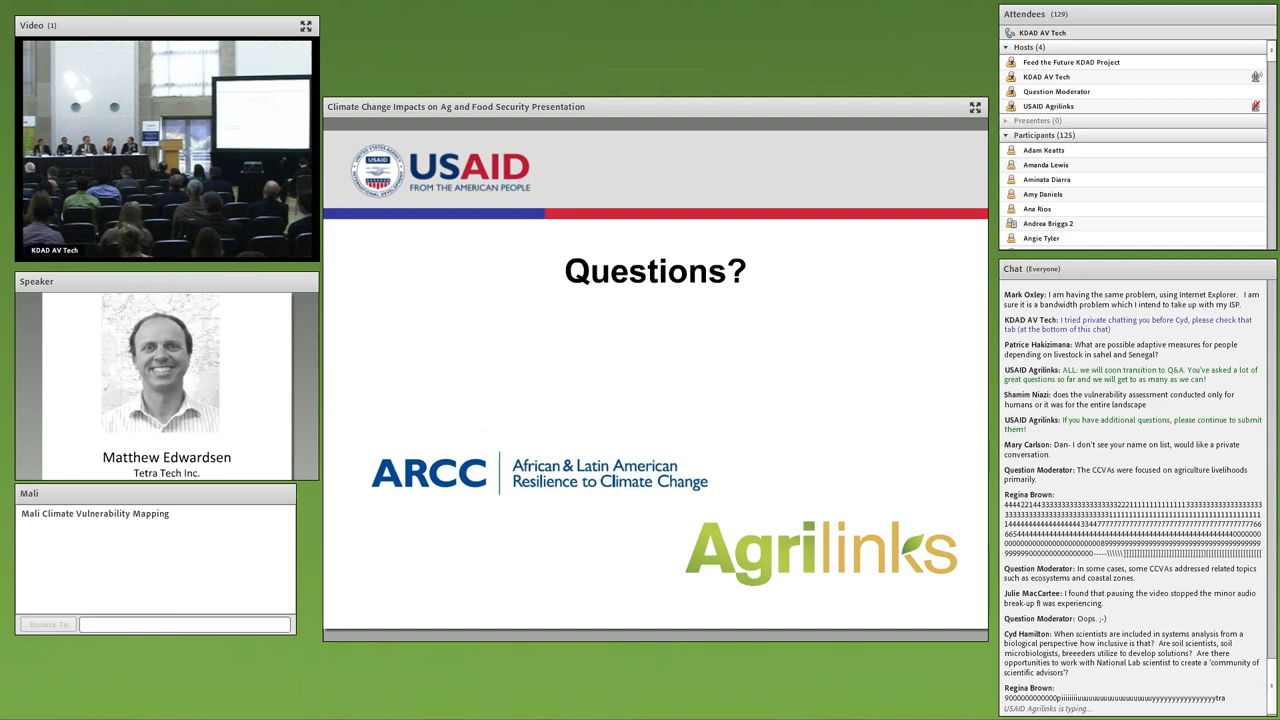 Video (1)
KDAD AV Tech
Speaker
Matthew Edwardsen
Tetra Tech Inc.
Mali
Mali Climate Vulnerability Mapping
Browse To
Climate Change Impacts on Ag and Food Security Presentation
USAID
USAID
FROM THE AMERICAN PEOPLE
Questions?
ARCC
African & Latin American
Resilience to Climate Change
Agrilinks
Attendees (129)
KDAD AV Tech
Hosts (4)
Feed the Future KDAD Project
KDAD AV Tech
Question Moderator
USAID Agrilinks
Presenters (0)
Participants (125)
Adam Keatts
Amanda Lewis
Aminata Diarra
Amy Daniels
Ana Rios
Andrea Briggs 2
Angie Tyler
Chat (Everyone)
Mark Oxley: I am having the same problem, using Internet Explorer. I am
sure it is a bandwidth problem which I intend to take up with my ISP.
KDAD AV Tech: I tried private chatting you before Cyd, please check that
tab (at the bottom of this chat)
Patrice Hakizimana: What are possible adaptive measures for people
depending on livestock in sahel and Senegal?
USAID Agrilinks: ALL: we will soon transition to Q&A. You've asked a lot of
great questions so far and we will get to as many as we can!
Shamim Niazi: does the vulnerability assessment conducted only for
humans or it was for the entire landscape
USAID Agrilinks: If you have additional questions, please continue to submit
them!
Mary Carlson: Dan- I don't see your name on list, would like a private
conversation.
Question Moderator: The CCVAs were focused on agriculture livelihoods
primarily.
Regina Brown:
Question Moderator: In some cases, some CCVAs addressed related topics
such as ecosystems and coastal zones.
Julie MacCartee: I found that pausing the video stopped the minor audio
break-up fI was experiencing.
Question Moderator: Oops. ;-)
Cyd Hamilton: When scientists are included in systems analysis from a
biological perspective how inclusive is that? Are soil scientists, soil
microbiologists, breeeders utilize to develop solutions? Are there
opportunities to work with National Lab scientist to create a 'community of
scientific advisors'?
Regina Brown:
USAID Agrilinks is typing...